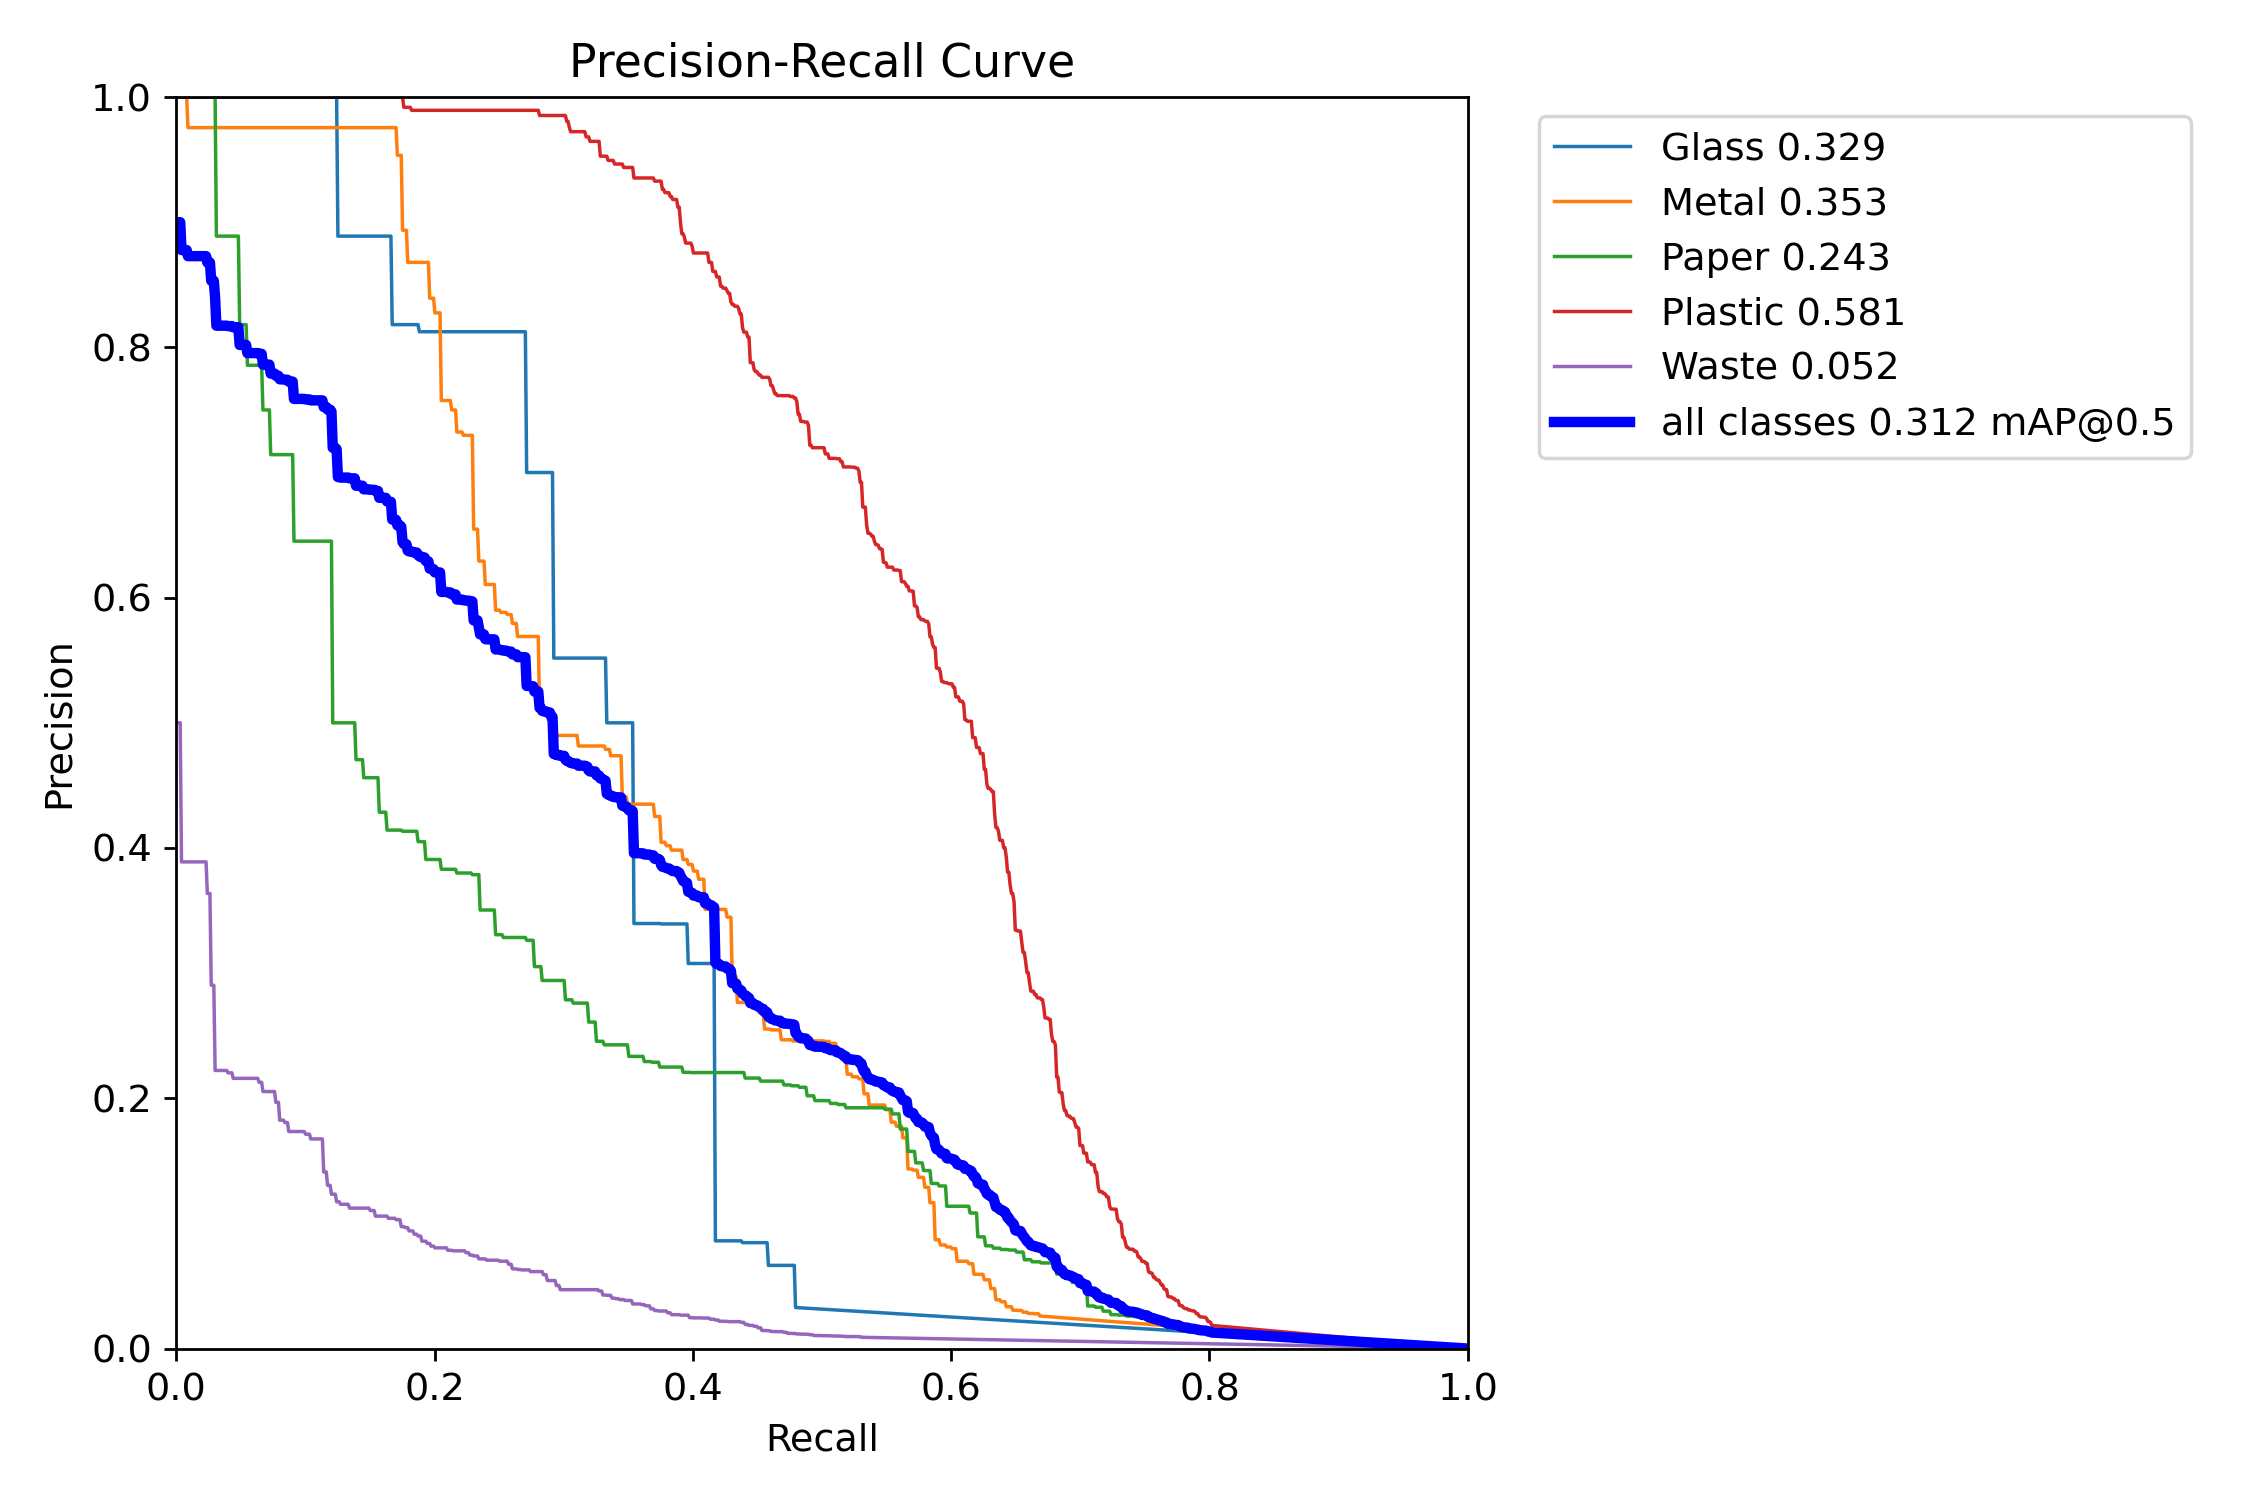 Precision-Recall Curve
1.0
0.8
0.6
0.4
0.2
0.0
Precision
0.0 0.2 0.4 0.6 0.8 1.0
Recall
Glass 0.329
Metal 0.353
Paper 0.243
Plastic 0.581
Waste 0.052
all classes 0.312 mAP@0.5